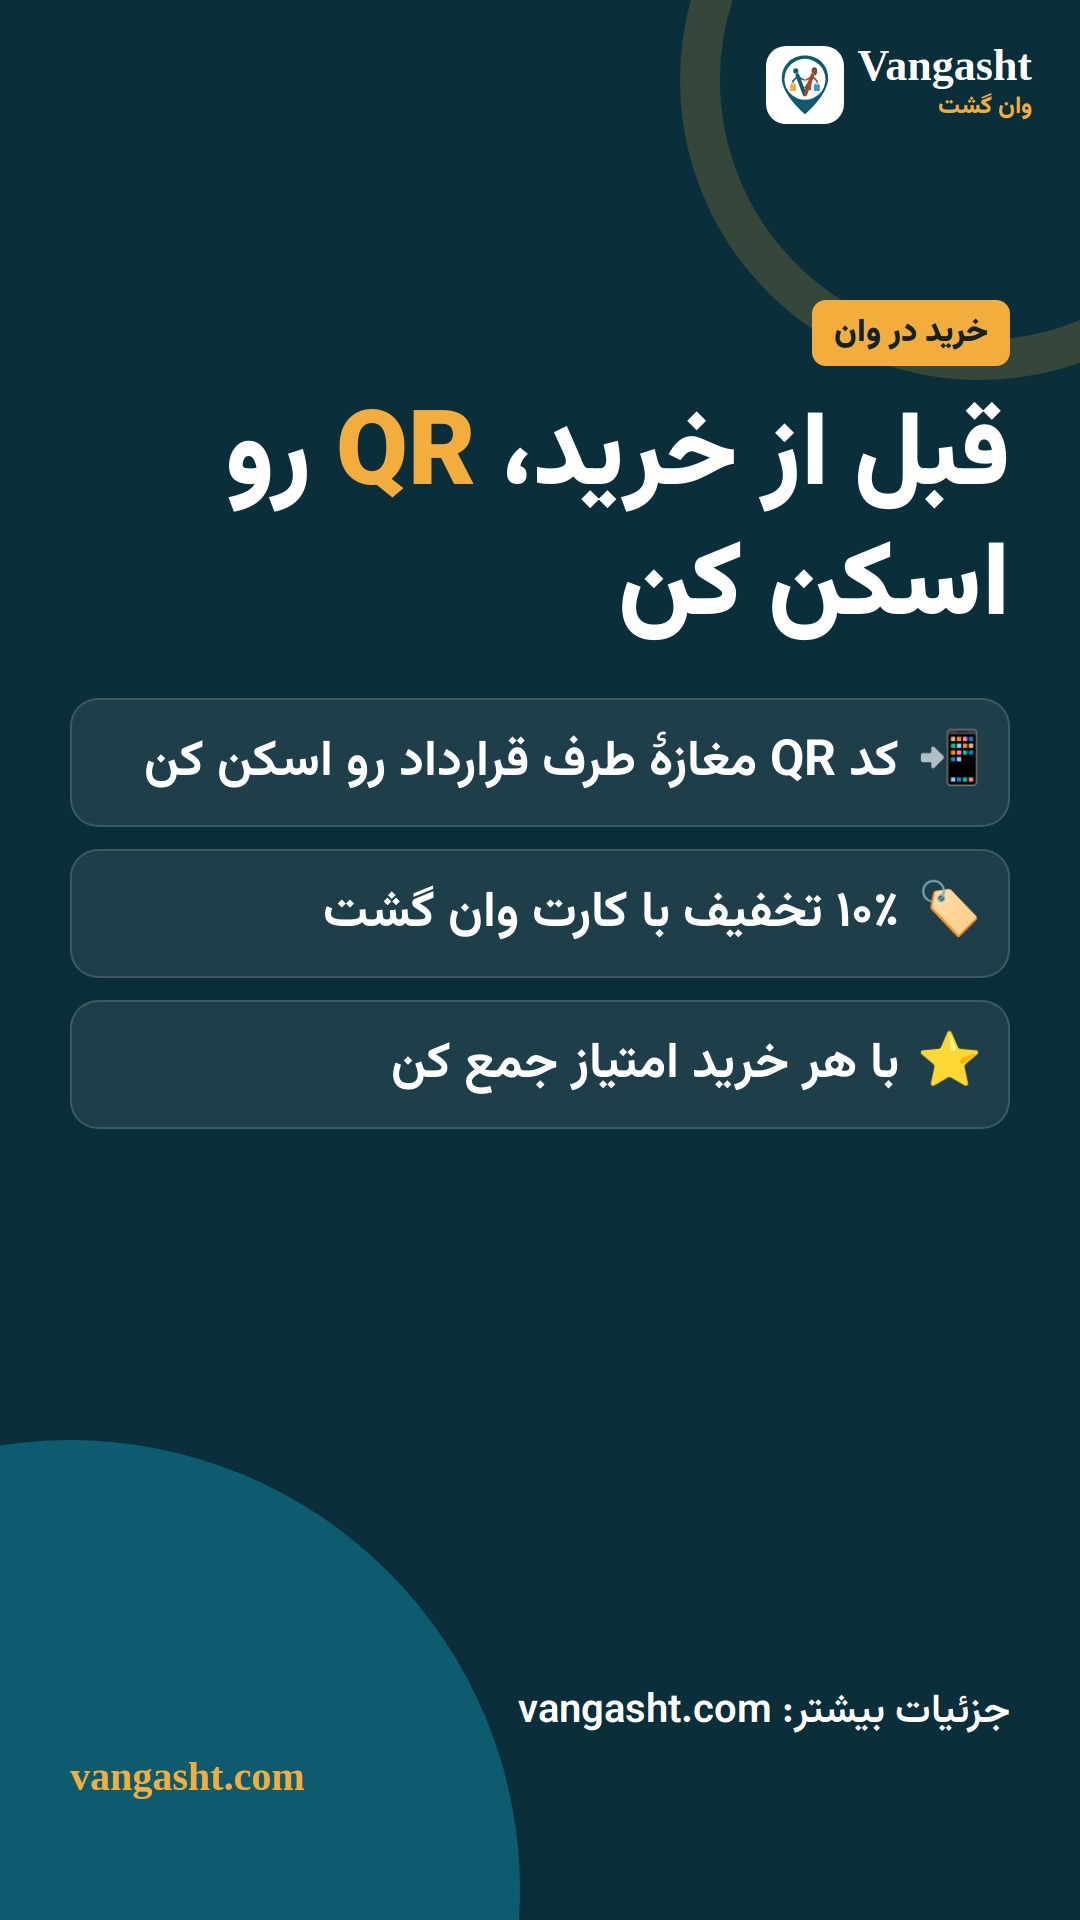 Vangasht
وان گشت
خرید در وان
قبل از خرید، QR رو
اسکن کن
📲 کد QR مغازهٔ طرف قرارداد رو اسکن کن
🏷️ ۱۰٪ تخفیف با کارت وان گشت
⭐ با هر خرید امتیاز جمع کن
جزئیات بیشتر: vangasht.com
vangasht.com